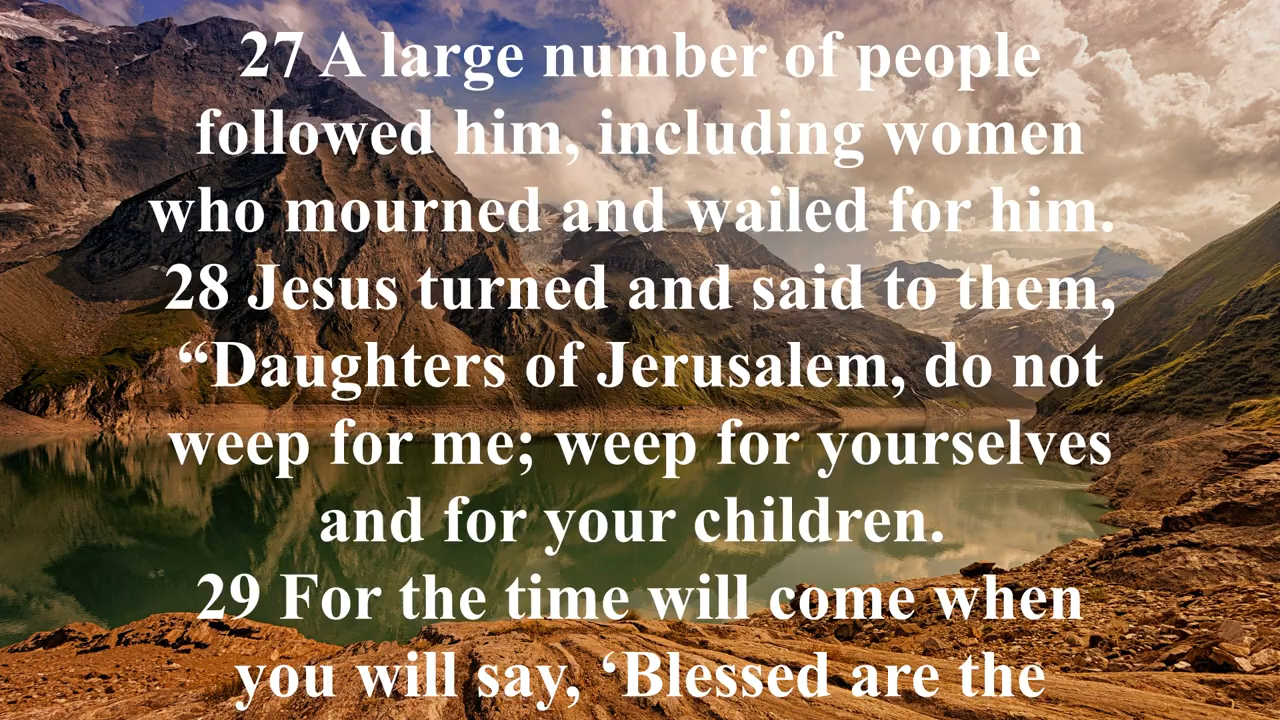 27 A large number of people
followed him, including women
who mourned and wailed for him.
28 Jesus turned and said to them,
“Daughters of Jerusalem, do not
weep for me; weep for yourselves
and for your children.
29 For the time will come when
you will say, ‘Blessed are the